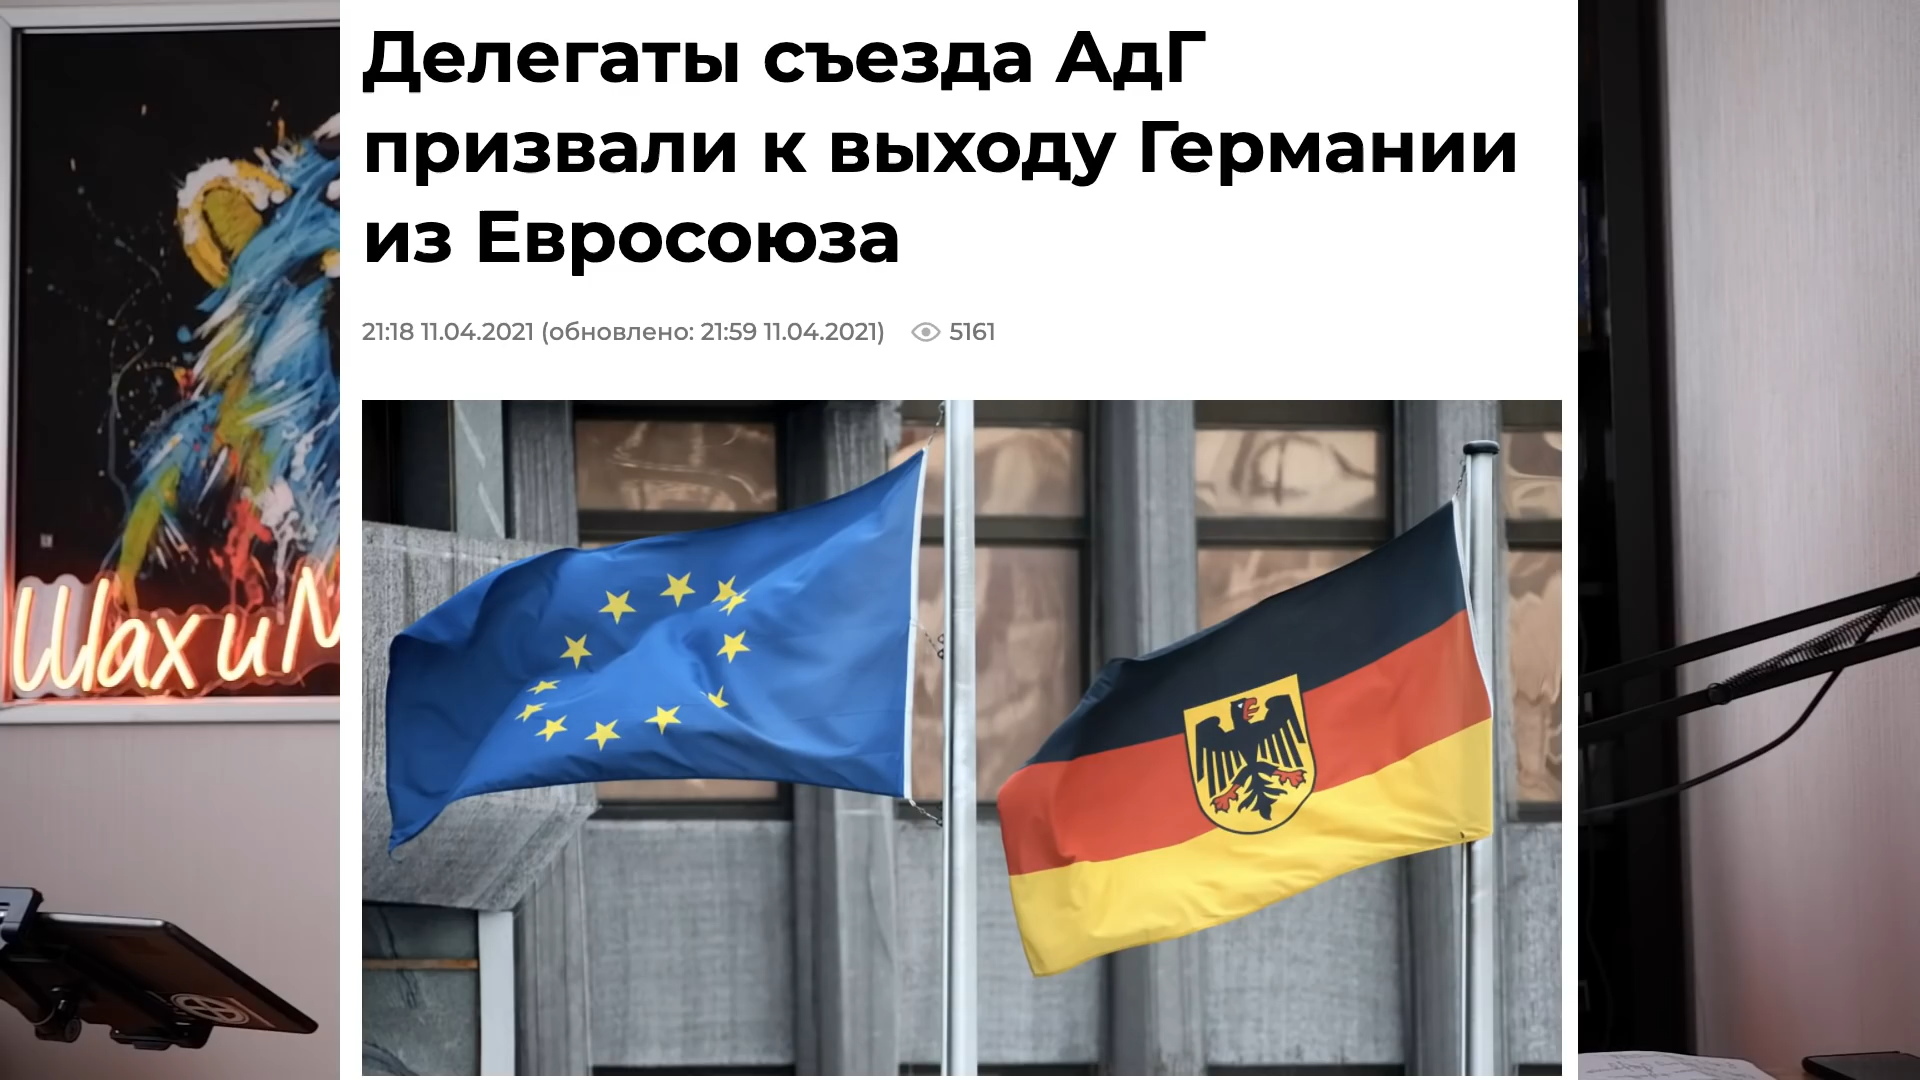 Делегаты съезда АдГ
призвали к выходу Германии
из Евросоюза
21:18 11.04.2021 (обновлено: 21:59 11.04.2021) 5161
Шах и М